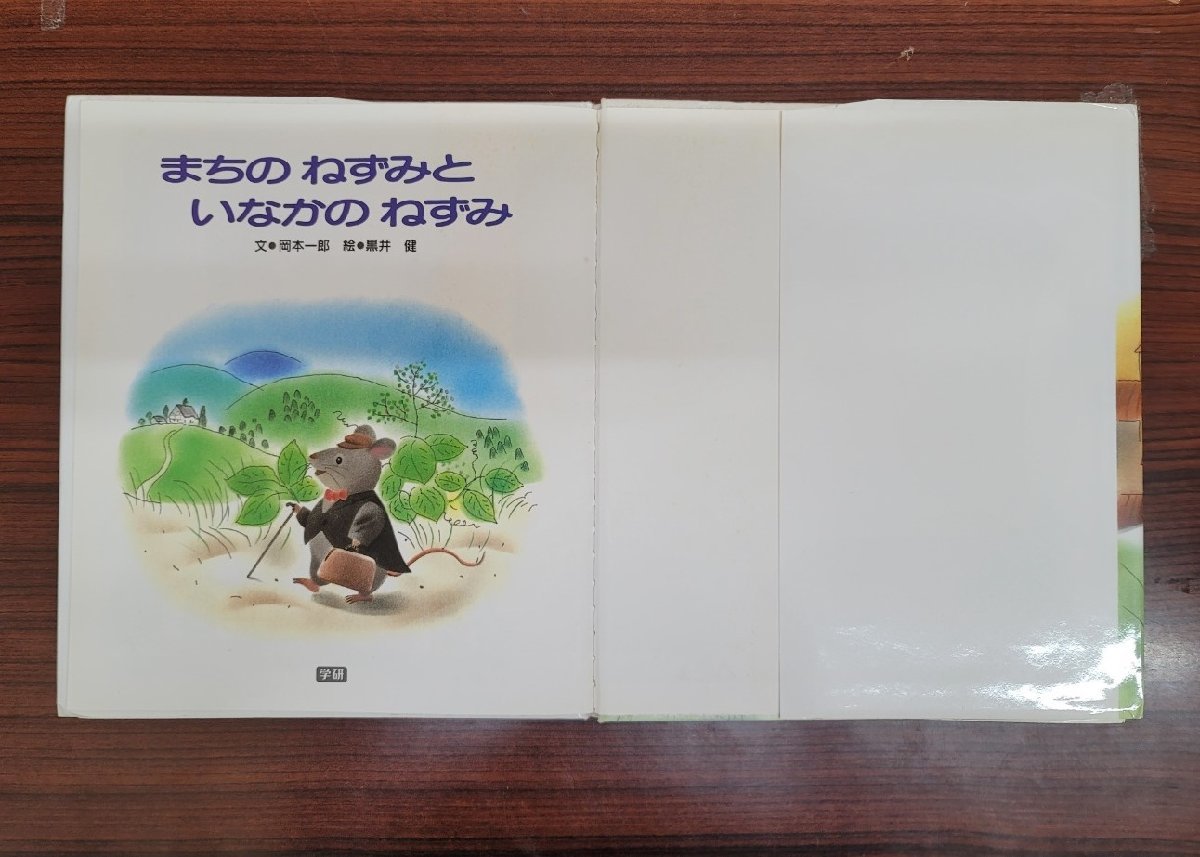 まちの ねずみと
いなかの ねずみ
文●岡本一郎 絵●黒井 健
学研